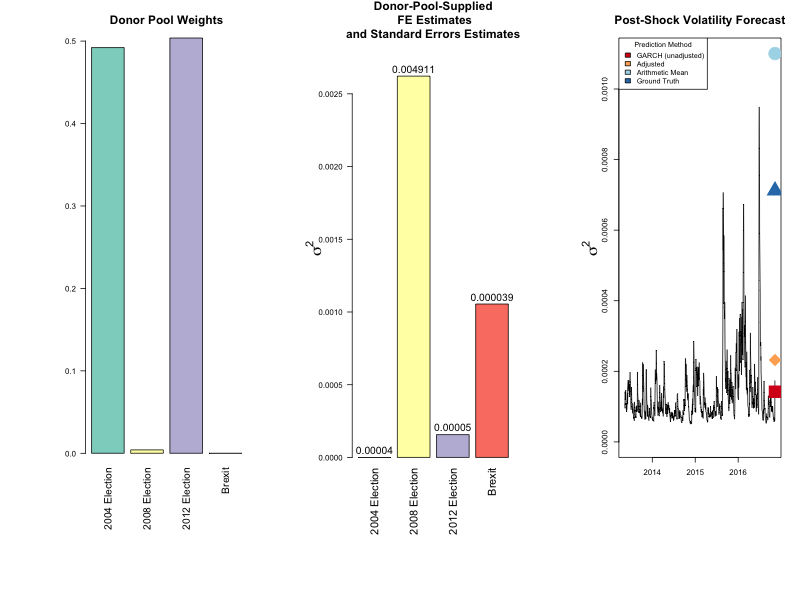 Donor Pool Weights
0.5
0.4
0.3
0.2
0.1
0.0
2004 Election
2008 Election
2012 Election
Brexit
Donor-Pool-Supplied
FE Estimates
and Standard Errors Estimates
σ²
0.0025
0.0020
0.0015
0.0010
0.0005
0.0000
0.00004
0.004911
0.00005
0.000039
2004 Election
2008 Election
2012 Election
Brexit
Post-Shock Volatility Forecast
Prediction Method
GARCH (unadjusted)
Adjusted
Arithmetic Mean
Ground Truth
σ²
0.0010
0.0008
0.0006
0.0004
0.0002
0.0000
2014
2015
2016